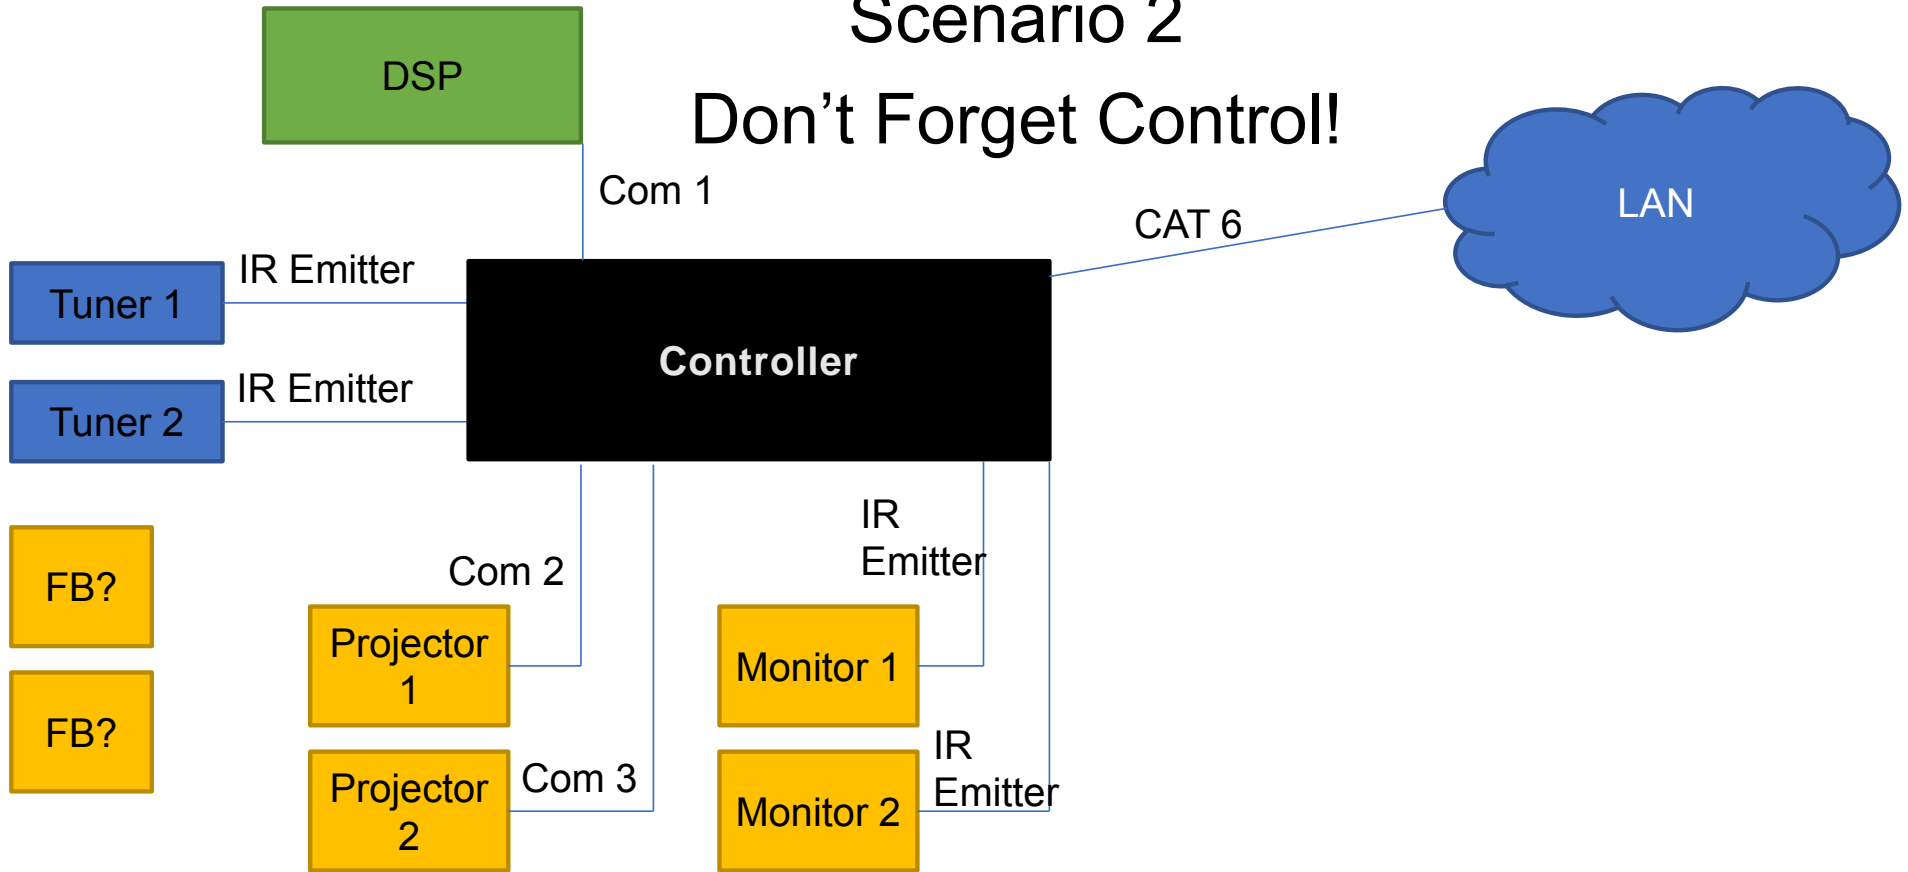 Scenario 2
Don't Forget Control!
DSP
Com 1
LAN
CAT 6
IR Emitter
Tuner 1
Controller
IR Emitter
Tuner 2
IR
Emitter
Com 2
FB?
Projector
1
Monitor 1
FB?
IR
Emitter
Com 3
Projector
2
Monitor 2